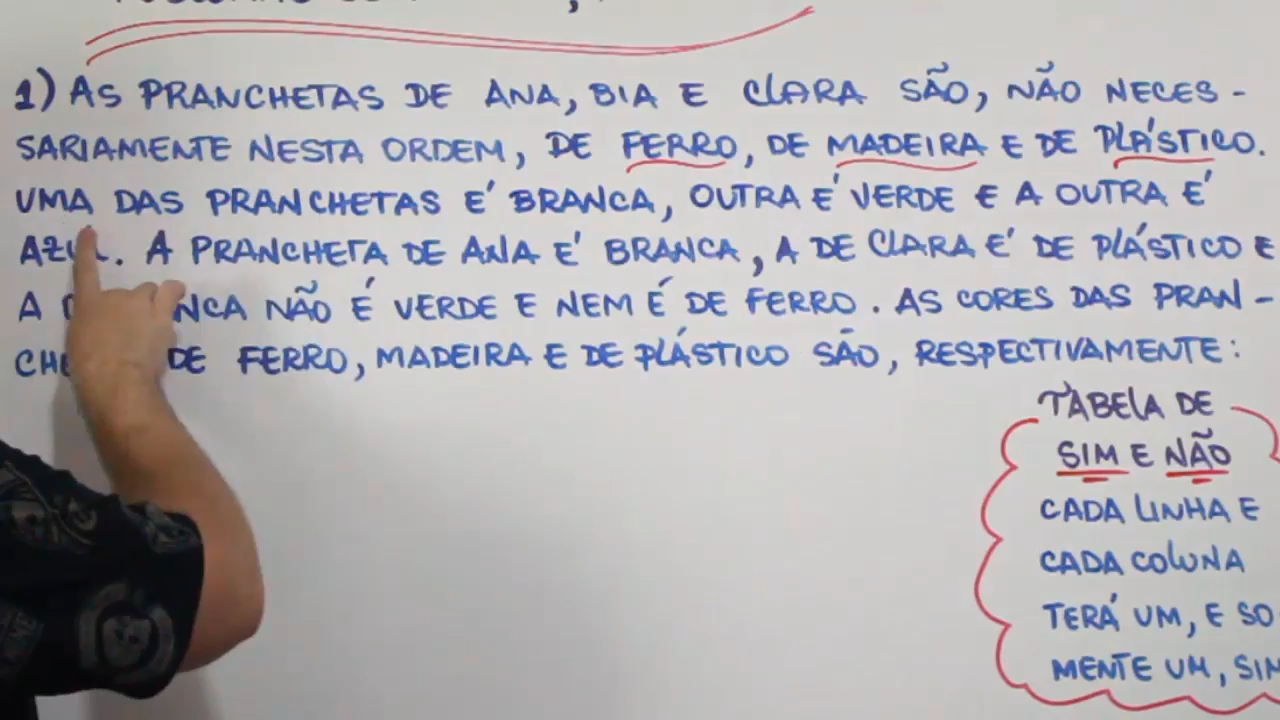 1) AS PRANCHETAS DE ANA, BIA E CLARA SÃO, NÃO NECES-
SARIAMENTE NESTA ORDEM, DE FERRO, DE MADEIRA E DE PLÁSTICO.
UMA DAS PRANCHETAS É BRANCA, OUTRA É VERDE E A OUTRA É
AZUL. A PRANCHETA DE ANA É BRANCA, A DE CLARA É DE PLÁSTICO E
A NÃO É VERDE E NEM É DE FERRO. AS CORES DAS PRAN-
DE FERRO, MADEIRA E DE PLÁSTICO SÃO, RESPECTIVAMENTE:
TABELA DE
SIM E NÃO
CADA LINHA E
CADA COLUNA
TERÁ UM, E SO
MENTE UM, SIM